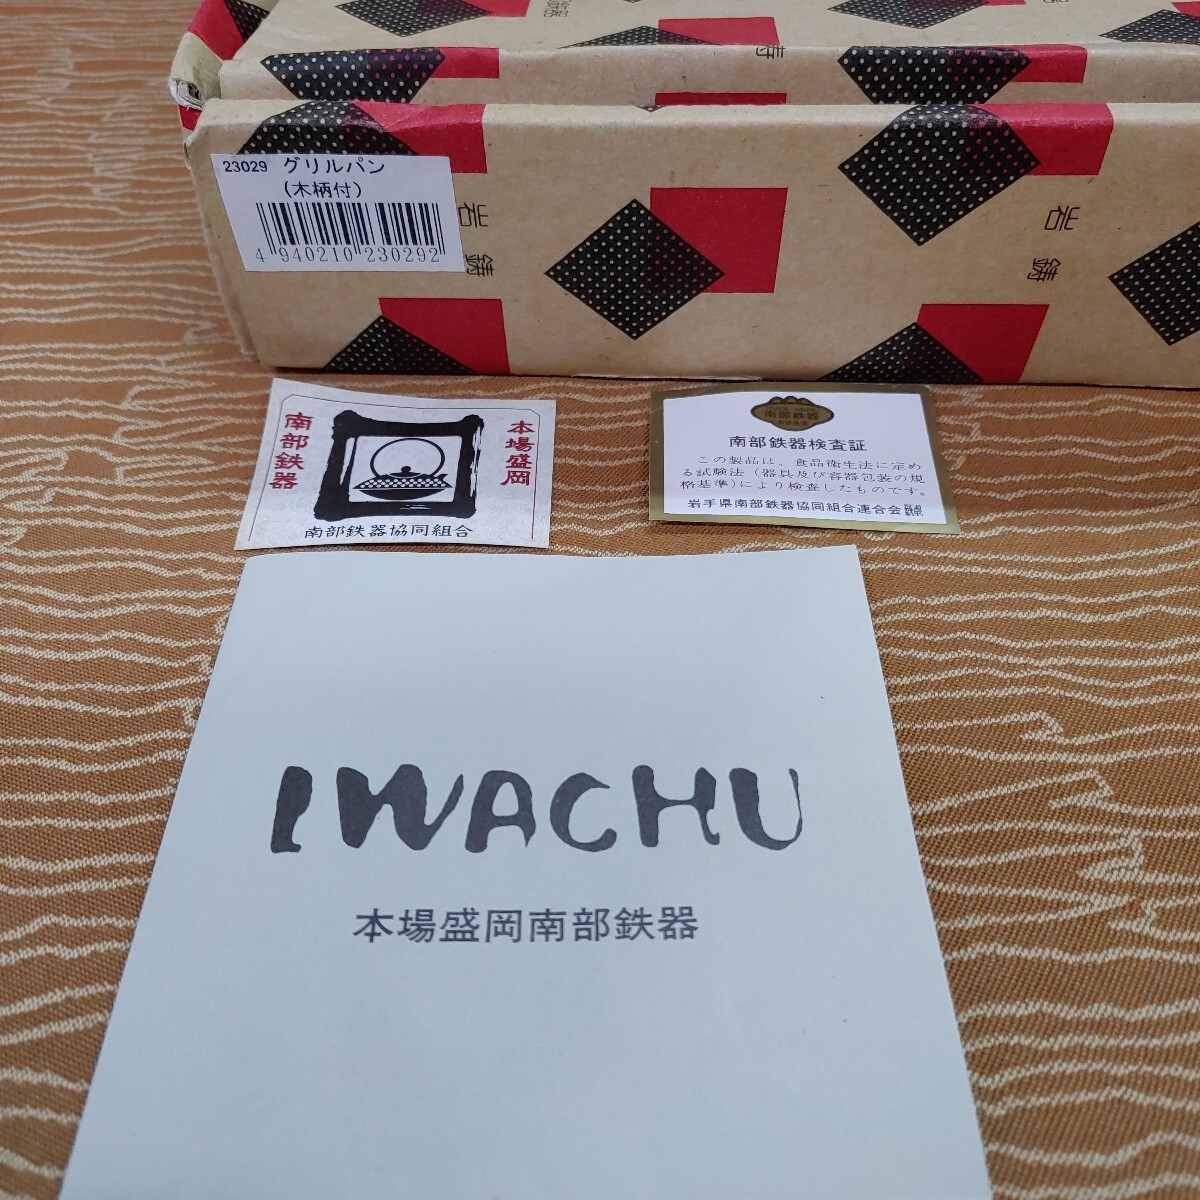 23029 グリルパン
(木柄付)
4 940210 230292
岩鋳
岩鋳
南部鉄器
本場盛岡
南部鉄器協同組合
南部鉄器
南部鉄器検査証
この製品は、食品衛生法に定め
る試験法(器具及び容器包装の規
格基準)により検査したものです。
岩手県南部鉄器協同組合連合会
IWACHU
本場盛岡南部鉄器